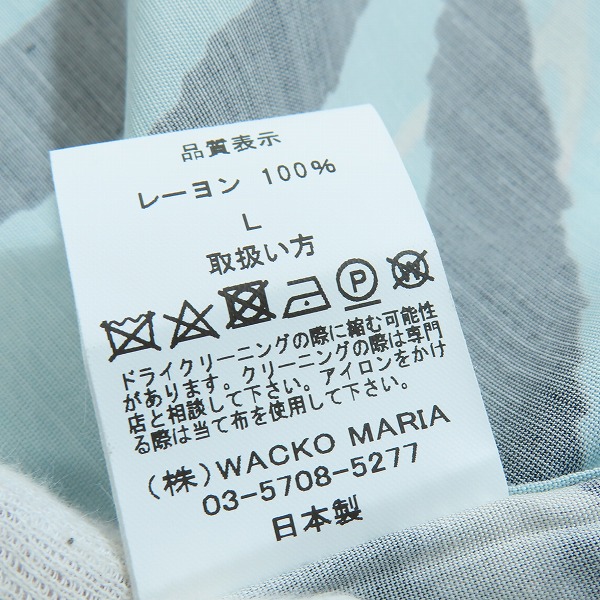 品質表示
レーヨン 100%
L
取扱い方
P W
ドライクリーニングの際に縮む可能性
があります。クリーニングの際は専門
店と相談して下さい。アイロンをかけ
る際は当て布を使用して下さい。
(株)WACKO MARIA
03-5708-5277
日本製